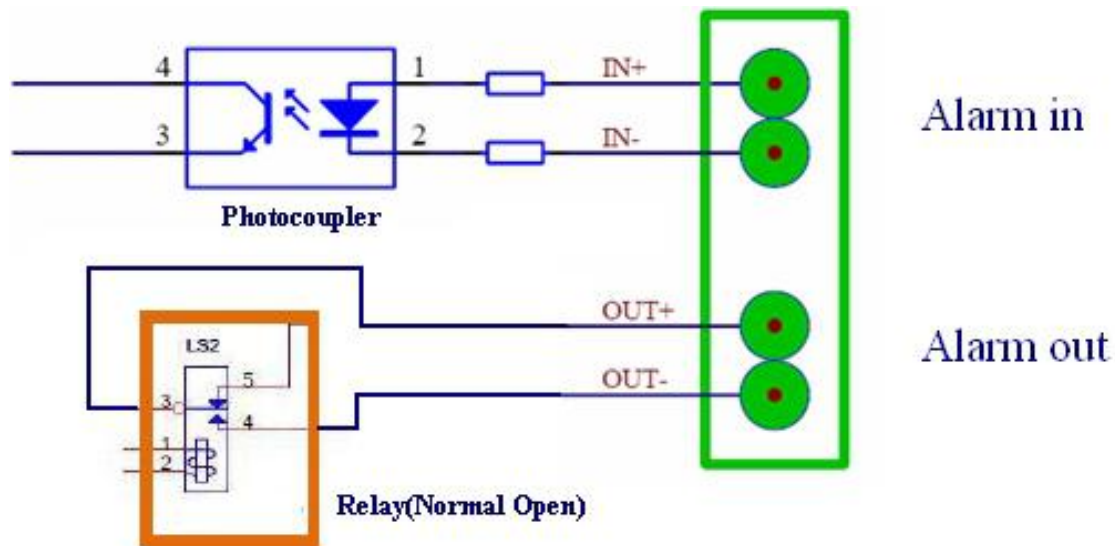 4
1
IN+
Alarm in
3
2
IN-
Photocoupler
OUT+
Alarm out
LS2
5
OUT-
3
4
1
2
Relay(Normal Open)